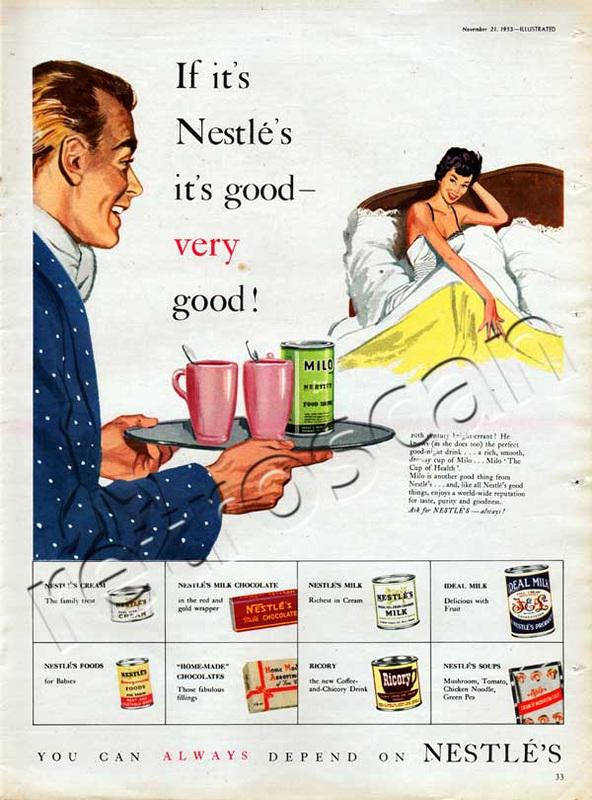 November 21, 1953—ILLUSTRATED
If it's
Nestlé's
it's good—
very
good!
MILO
NESTLÉ'S
FOOD DRINK
20th century knight-errant! He
knows (as she does too) the perfect
good-night drink . . . a rich, smooth,
dreamy cup of Milo . . . Milo 'The
Cup of Health'.
Milo is another good thing from
Nestlé's . . . and, like all Nestlé's good
things, enjoys a world-wide reputation
for taste, purity and goodness.
Ask for NESTLÉ'S — always!
retroscan
NESTLÉ'S CREAM
The family treat
NESTLÉ'S
CREAM
NESTLÉ'S MILK CHOCOLATE
in the red and
gold wrapper
NESTLÉ'S
Milk CHOCOLATE
NESTLÉ'S MILK
Richest in Cream
NESTLÉ'S
MILK
IDEAL MILK
Delicious with
Fruit
IDEAL MILK
NESTLÉ'S PRODUCT
NESTLÉ'S FOODS
for Babies
NESTLÉ'S
FOODS
"HOME-MADE"
CHOCOLATES
Those fabulous
fillings
Home Made
Assortment
RICORY
the new Coffee-
and-Chicory Drink
Ricory
NESTLÉ'S SOUPS
Mushroom, Tomato,
Chicken Noodle,
Green Pea
YOU CAN ALWAYS DEPEND ON NESTLÉ'S
33